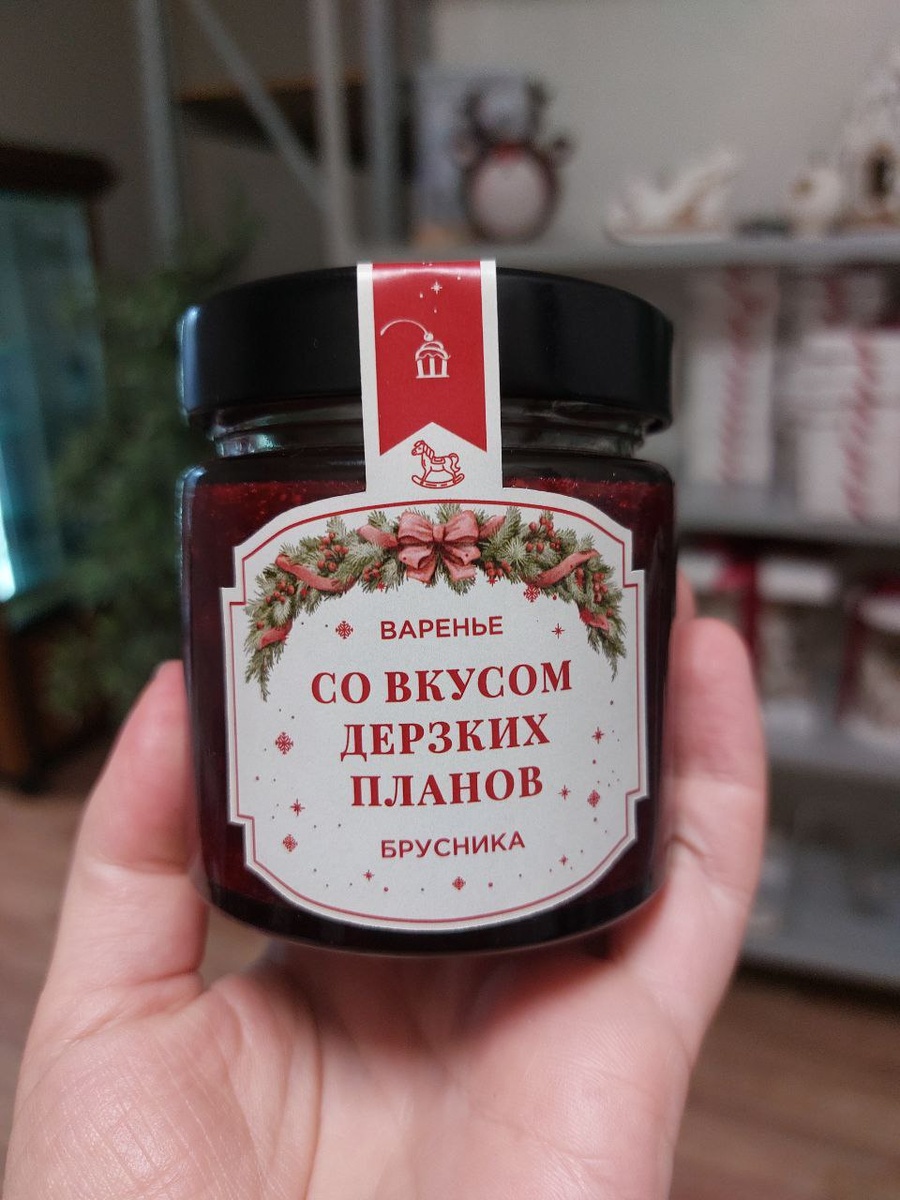 ВАРЕНЬЕ
СО ВКУСОМ
ДЕРЗКИХ
ПЛАНОВ
БРУСНИКА